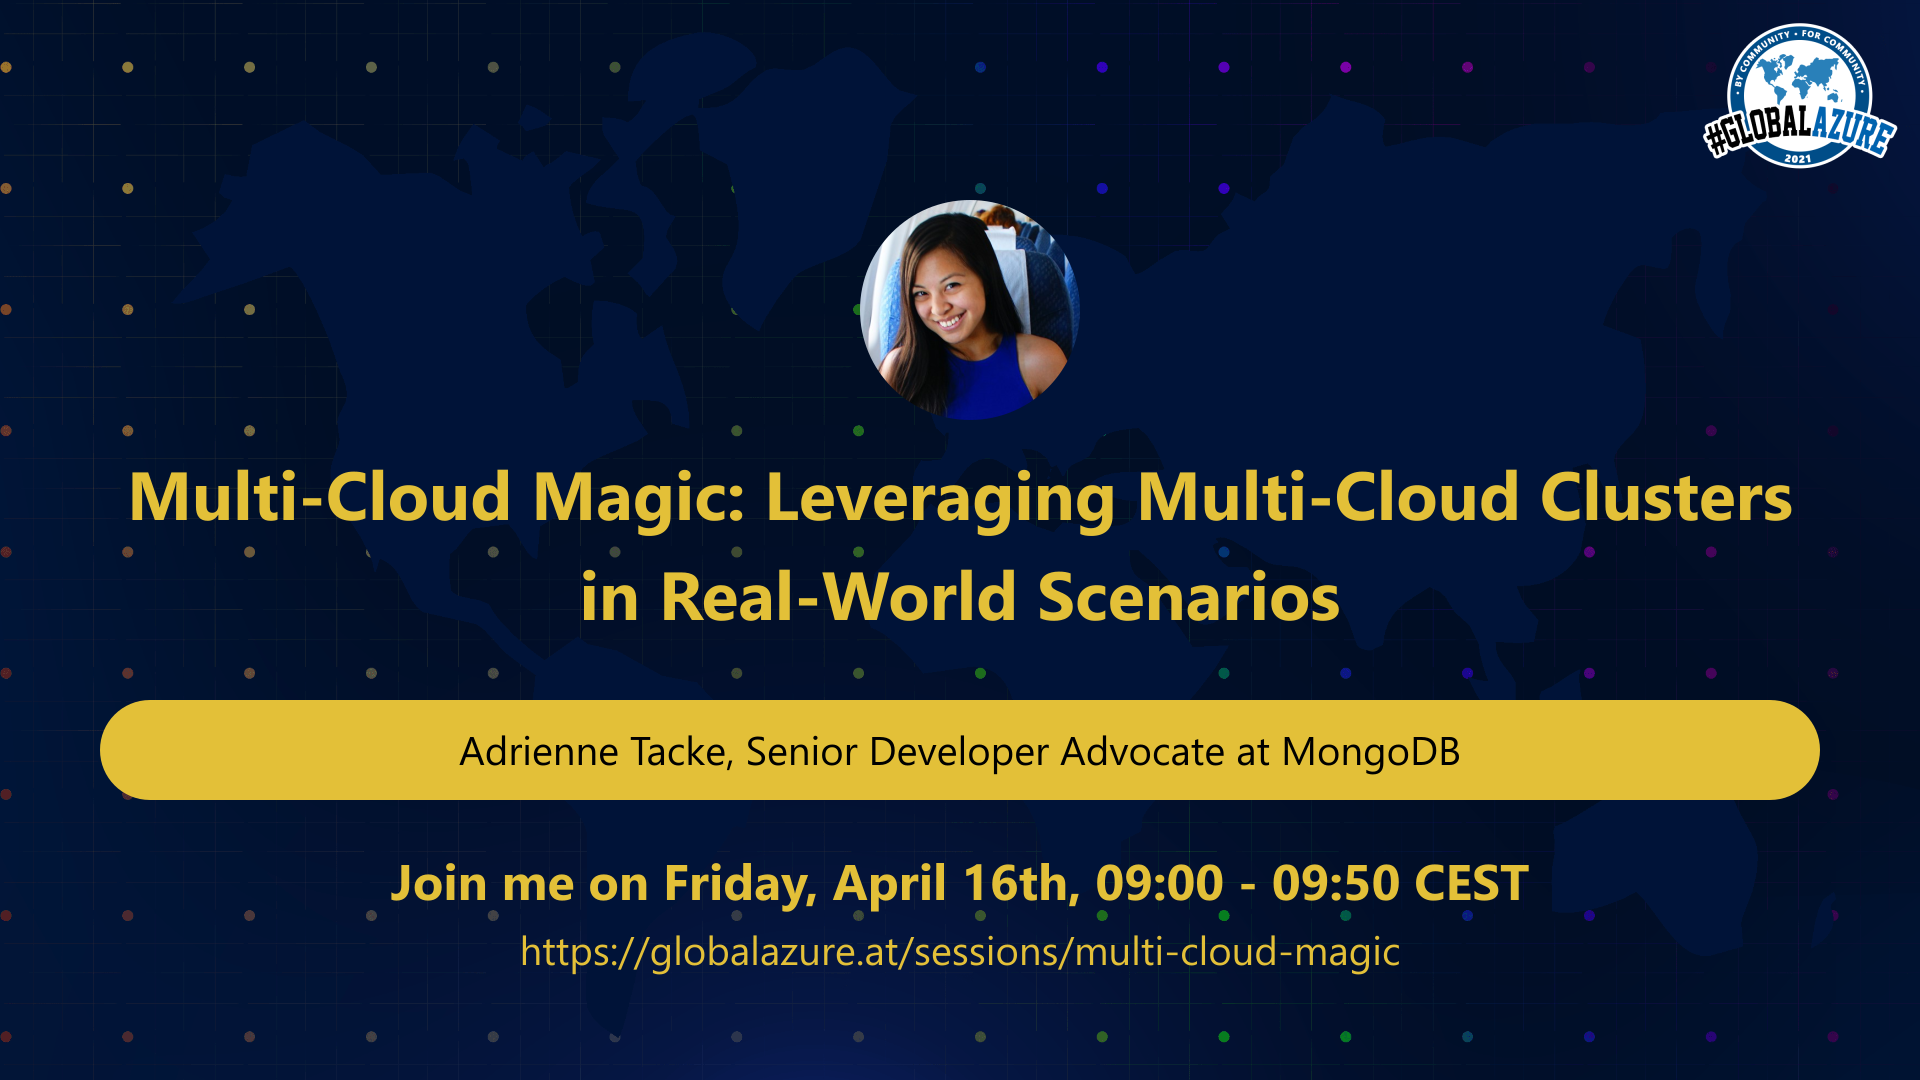 • BY COMMUNITY • FOR COMMUNITY •
#GLOBALAZURE
2021
Multi-Cloud Magic: Leveraging Multi-Cloud Clusters
in Real-World Scenarios
Adrienne Tacke, Senior Developer Advocate at MongoDB
Join me on Friday, April 16th, 09:00 - 09:50 CEST
https://globalazure.at/sessions/multi-cloud-magic